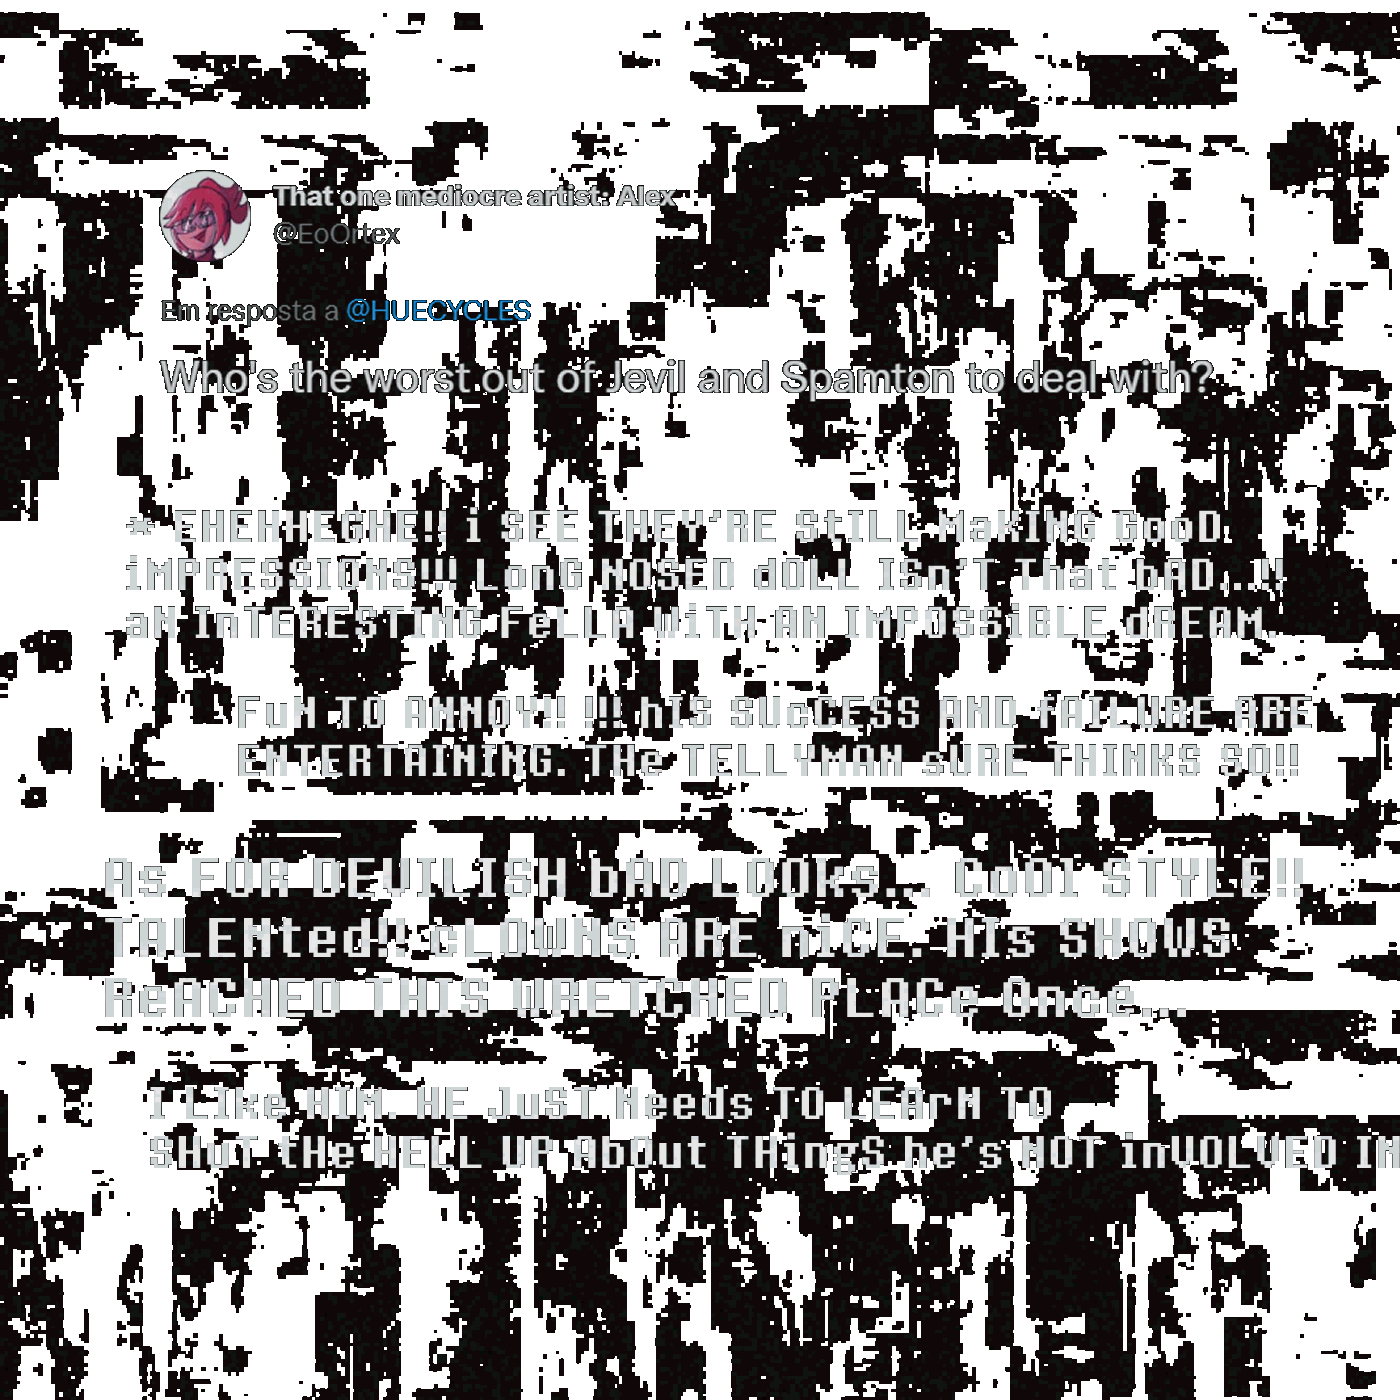 That one mediocre artist: Alex
@EoOrtex
Em resposta a @HUECYCLES
Who's the worst out of Jevil and Spamton to deal with?
* EHEHHEGHE!! i SEE THEY'RE StILL MaKING GooD
iMPRESSIONS!!! LonG NOSED dOLL ISn'T That bAD...!!
aN InTERESTING FeLLA WiTH AN IMPOSSiBLE dREAM.
FuN TO ANNOY!! !!! hIS SUcCESS AND fAILURE ARE
ENTERTAINING. THe TELLYMAN sURE THINKS SO!!
As FOR DEVILISH bAD LOOks... CoOl STYLE!!
TALENted!! cLOWNS ARE niCE. HIs SHOWS
ReACHED THIS WRETCHED PLACe Once...
I LIke HIM. HE JuST Needs TO LEArN TO
SHuT tHe HELL UP AbOut THingS he's NOT inVOLVED IN